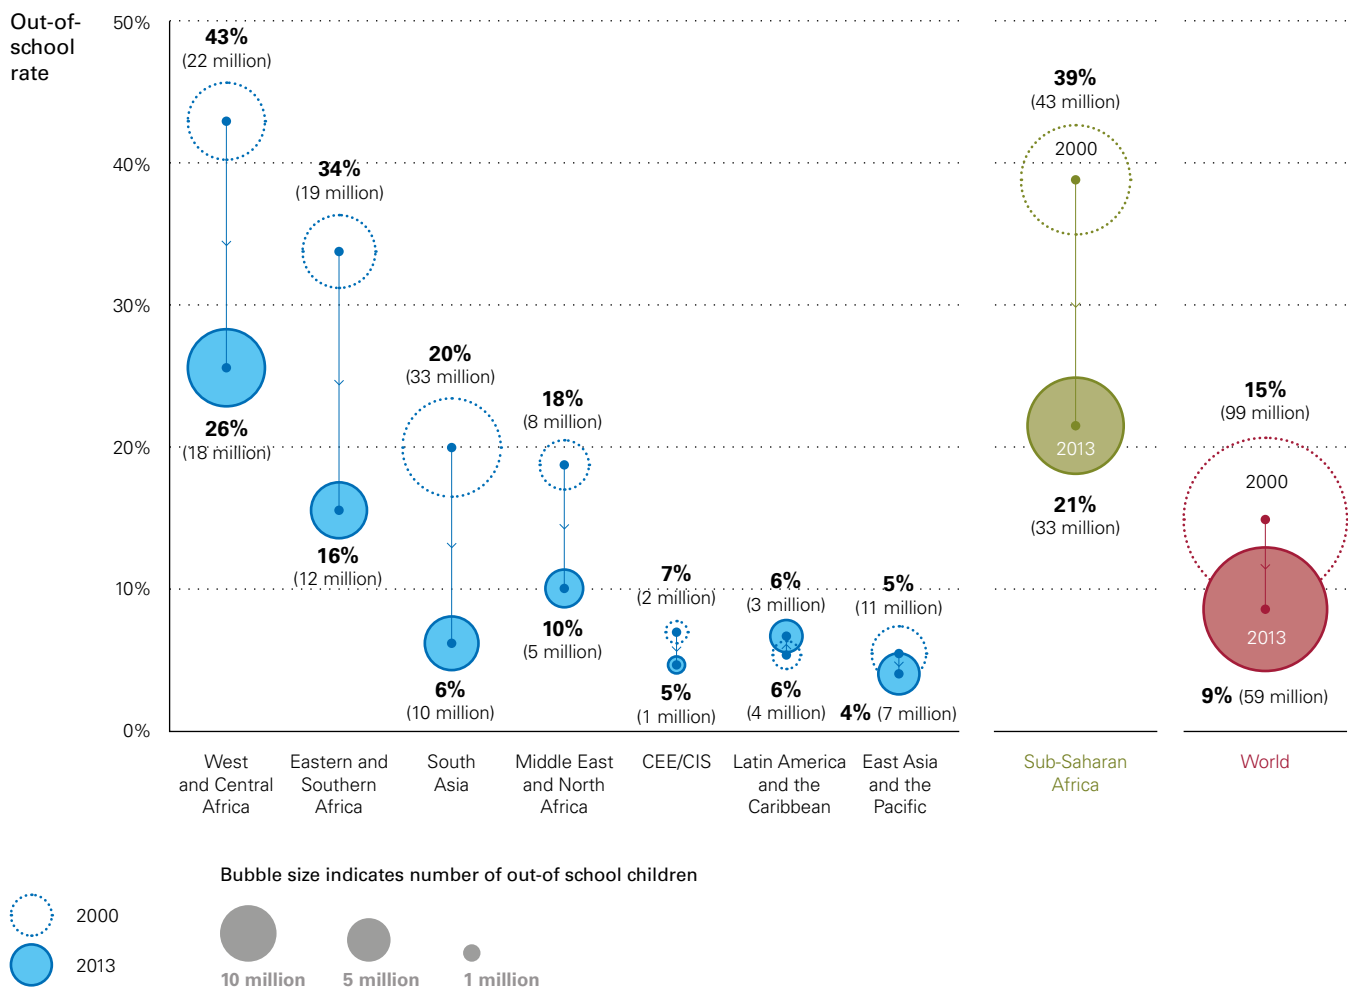 Out-of-
school
rate
50%
40%
30%
20%
10%
0%
43%
(22 million)
26%
(18 million)
34%
(19 million)
16%
(12 million)
20%
(33 million)
6%
(10 million)
18%
(8 million)
10%
(5 million)
7%
(2 million)
5%
(1 million)
6%
(3 million)
6%
(4 million)
5%
(11 million)
4% (7 million)
39%
(43 million)
2000
2013
21%
(33 million)
15%
(99 million)
2000
2013
9% (59 million)
West
and Central
Africa
Eastern and
Southern
Africa
South
Asia
Middle East
and North
Africa
CEE/CIS
Latin America
and the
Caribbean
East Asia
and the
Pacific
Sub-Saharan
Africa
World
2000
2013
Bubble size indicates number of out-of school children
10 million
5 million
1 million